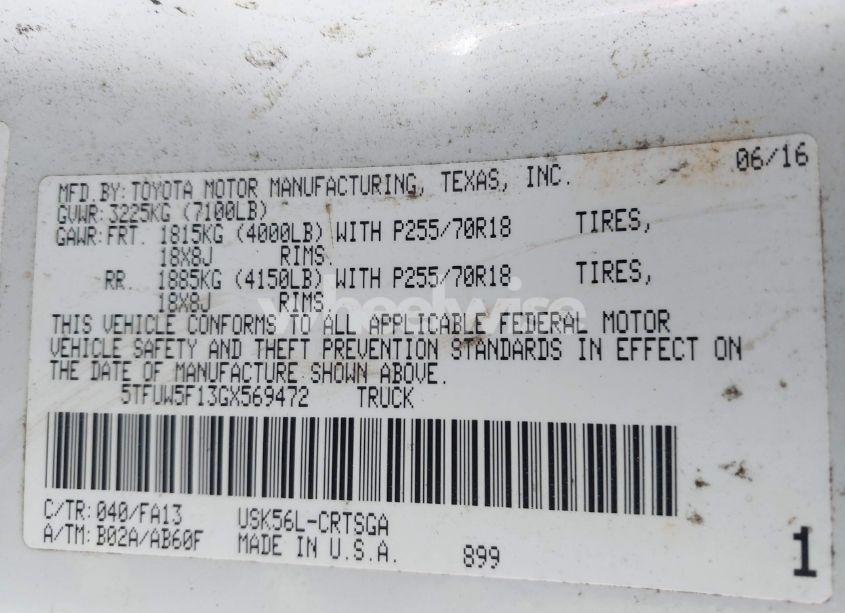 06/16
MFD.BY:TOYOTA MOTOR MANUFACTURING, TEXAS, INC.
GVWR:3225KG (7100LB)
GAWR:FRT. 1815KG (4000LB) WITH P255/70R18 TIRES,
18X8J RIMS.
RR. 1885KG (4150LB) WITH P255/70R18 TIRES,
18X8J RIMS.
wheelwise
THIS VEHICLE CONFORMS TO ALL APPLICABLE FEDERAL MOTOR
VEHICLE SAFETY AND THEFT PREVENTION STANDARDS IN EFFECT ON
THE DATE OF MANUFACTURE SHOWN ABOVE.
5TFUW5F13GX569472 TRUCK
C/TR:040/FA13 USK56L-CRTSGA
A/TM:B02A/AB60F MADE IN U.S.A. 899 1